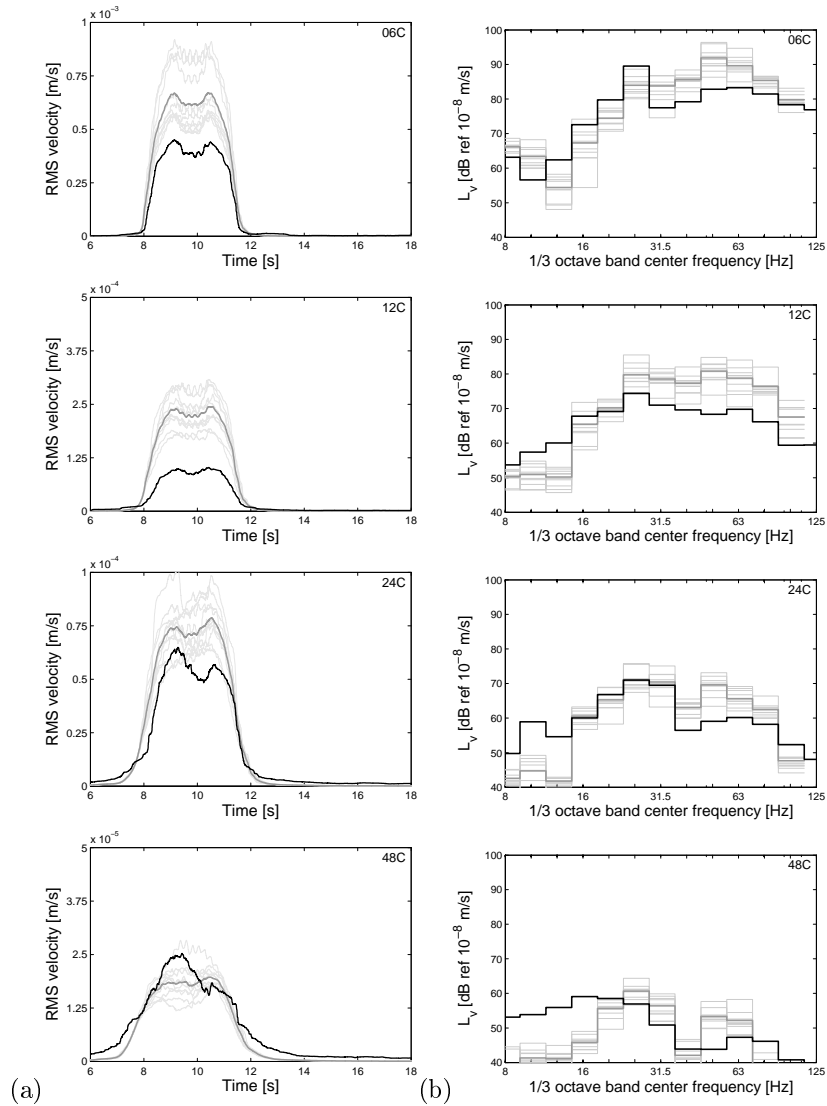 x 10⁻³
1
0.75
0.5
0.25
0
6 8 10 12 14 16 18
RMS velocity [m/s]
Time [s]
06C
100
90
80
70
60
50
40
8 16 31.5 63 125
L_v [dB ref 10⁻⁸ m/s]
1/3 octave band center frequency [Hz]
06C
x 10⁻⁴
5
3.75
2.5
1.25
0
6 8 10 12 14 16 18
RMS velocity [m/s]
Time [s]
12C
100
90
80
70
60
50
40
8 16 31.5 63 125
L_v [dB ref 10⁻⁸ m/s]
1/3 octave band center frequency [Hz]
12C
x 10⁻⁴
1
0.75
0.5
0.25
0
6 8 10 12 14 16 18
RMS velocity [m/s]
Time [s]
24C
100
90
80
70
60
50
40
8 16 31.5 63 125
L_v [dB ref 10⁻⁸ m/s]
1/3 octave band center frequency [Hz]
24C
x 10⁻⁵
5
3.75
2.5
1.25
0
6 8 10 12 14 16 18
RMS velocity [m/s]
Time [s]
48C
(a)
100
90
80
70
60
50
40
8 16 31.5 63 125
L_v [dB ref 10⁻⁸ m/s]
1/3 octave band center frequency [Hz]
48C
(b)